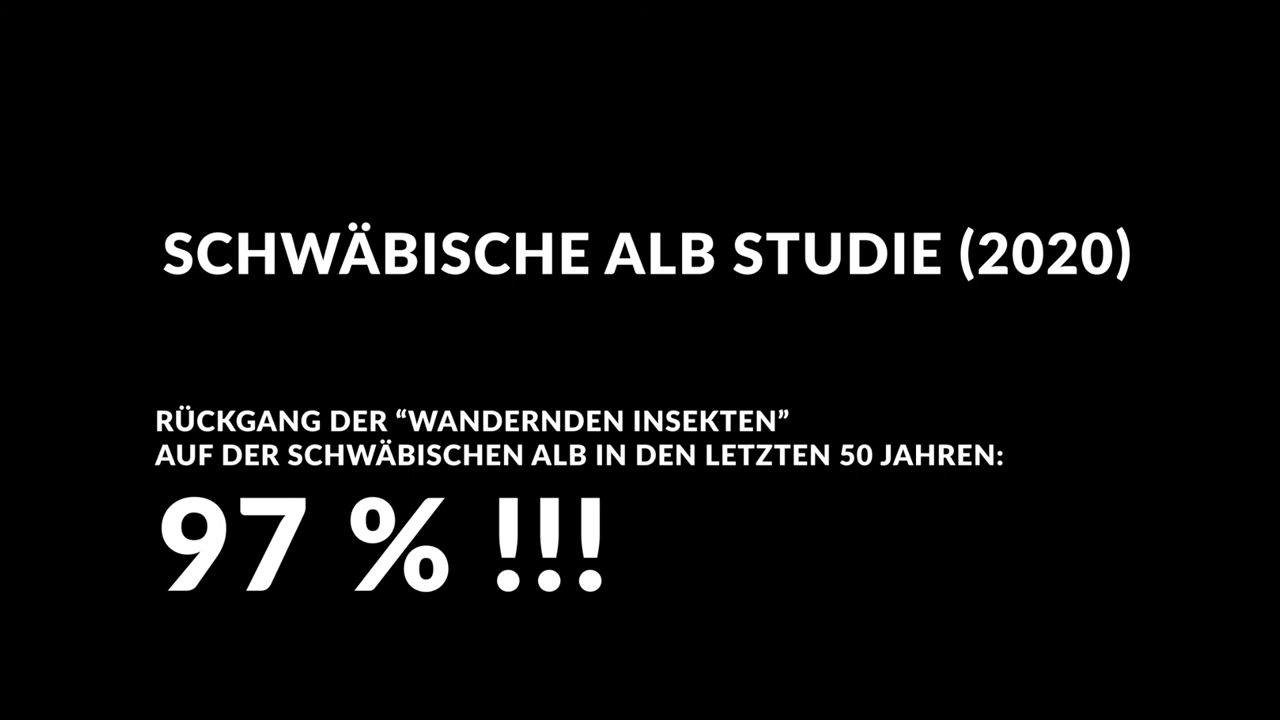 SCHWÄBISCHE ALB STUDIE (2020)
RÜCKGANG DER “WANDERNDEN INSEKTEN”
AUF DER SCHWÄBISCHEN ALB IN DEN LETZTEN 50 JAHREN:
97 % !!!